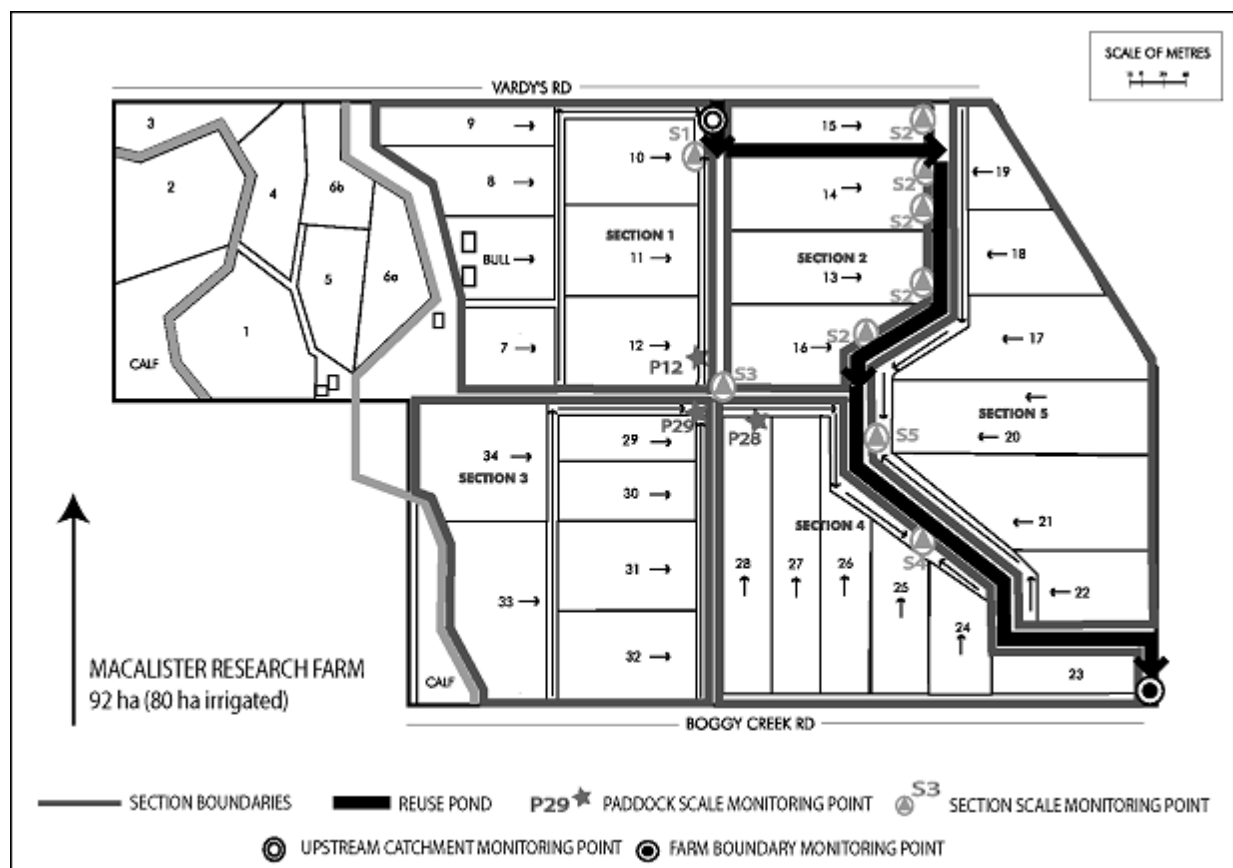 SCALE OF METRES
VARDY'S RD
3
9
15
S2
S1
10
2
4
6b
8
14
S2
19
S2
SECTION 1
BULL
11
SECTION 2
13
18
5
6a
S2
1
7
12
16
S2
17
CALF
P12
S3
SECTION 5
P29
P28
20
S5
34
29
SECTION 3
30
SECTION 4
21
S4
31
28
27
26
25
22
33
24
32
23
CALF
MACALISTER RESEARCH FARM
92 ha (80 ha irrigated)
BOGGY CREEK RD
SECTION BOUNDARIES
REUSE POND
P29
PADDOCK SCALE MONITORING POINT
S3
SECTION SCALE MONITORING POINT
UPSTREAM CATCHMENT MONITORING POINT
FARM BOUNDARY MONITORING POINT